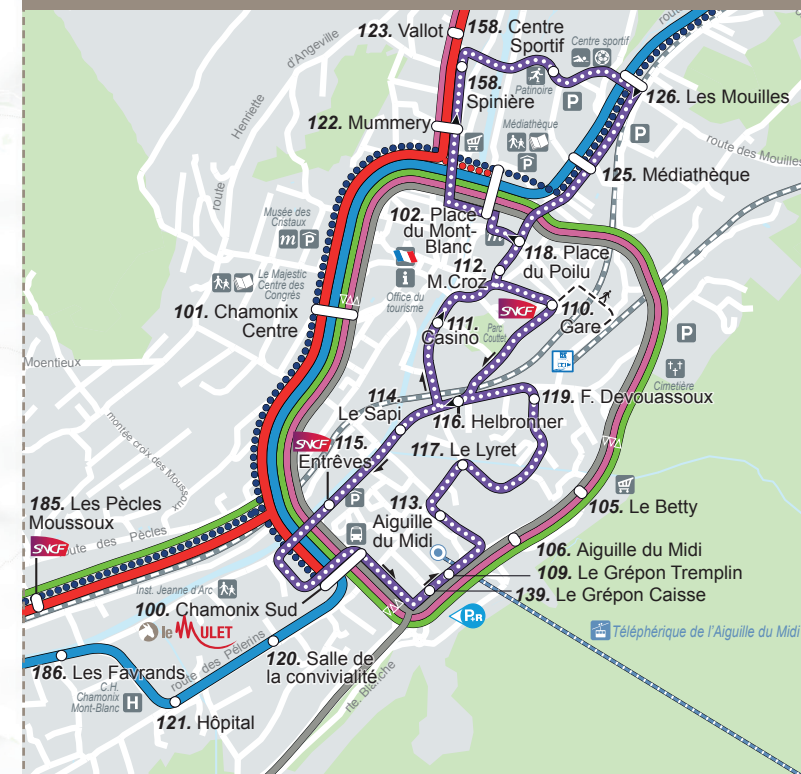 123. Vallot
158. Centre
Sportif
Centre sportif
route
d'Angeville
Henriette
route
158.
Spinière
Patinoire
P
126. Les Mouilles
122. Mummery
Médiathèque
P
P
route des Mouilles
125. Médiathèque
Musée des
Cristaux
m P
102. Place
du Mont-
Blanc
m
118. Place
du Poilu
Le Majestic
Centre des
Congrès
i
Office du
tourisme
112.
M.Croz
101. Chamonix
Centre
SNCF
110.
Gare
111.
Casino
Parc
Couttet
P
Cimetière
Moentieux
montée croix des Moussoux
114.
Le Sapi
119. F. Devouassoux
116. Helbronner
SNCF
115.
Entrêves
117. Le Lyret
P
185. Les Pècles
Moussoux
SNCF
route des Pècles
113.
Aiguille
du Midi
105. Le Betty
106. Aiguille du Midi
109. Le Grépon Tremplin
139. Le Grépon Caisse
Inst. Jeanne d'Arc
100. Chamonix Sud
le MULET
P+R
Téléphérique de l'Aiguille du Midi
120. Salle de
la convivialité
186. Les Favrands
route des Pélerins
C.H.
Chamonix
Mont-Blanc
H
121. Hôpital
rte. Blanche